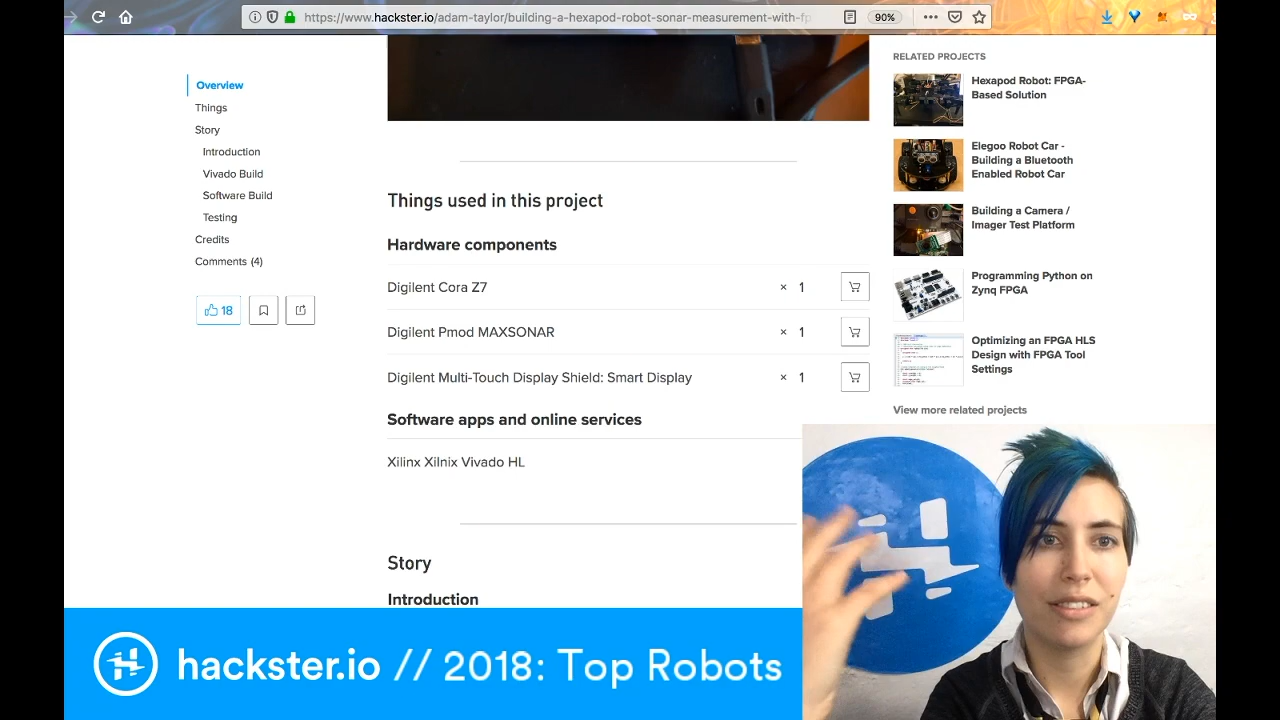 https://www.hackster.io/adam-taylor/building-a-hexapod-robot-sonar-measurement-with-fp
90%
Overview
Things
Story
Introduction
Vivado Build
Software Build
Testing
Credits
Comments (4)
18
Things used in this project
Hardware components
Digilent Cora Z7
× 1
Digilent Pmod MAXSONAR
× 1
Digilent Multi-Touch Display Shield: Smart Display
× 1
Software apps and online services
Xilinx Xilnix Vivado HL
Story
Introduction
RELATED PROJECTS
Hexapod Robot: FPGA-
Based Solution
Elegoo Robot Car -
Building a Bluetooth
Enabled Robot Car
Building a Camera /
Imager Test Platform
Programming Python on
Zynq FPGA
Optimizing an FPGA HLS
Design with FPGA Tool
Settings
View more related projects
hackster.io // 2018: Top Robots